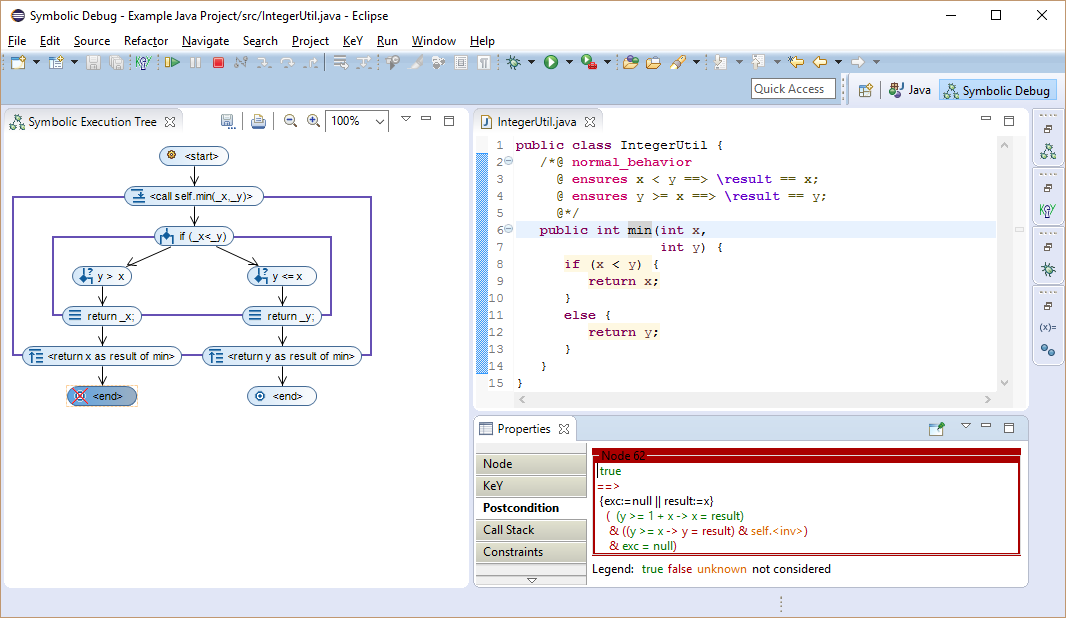 Symbolic Debug - Example Java Project/src/IntegerUtil.java - Eclipse
File Edit Source Refactor Navigate Search Project KeY Run Window Help
Quick Access
Java
Symbolic Debug
Symbolic Execution Tree
100%
<start>
<call self.min(_x,_y)>
if (_x<_y)
y > x
y <= x
return _x;
return _y;
<return x as result of min>
<return y as result of min>
<end>
<end>
IntegerUtil.java
1 public class IntegerUtil {
2 /*@ normal_behavior
3 @ ensures x < y ==> \result == x;
4 @ ensures y >= x ==> \result == y;
5 @*/
6 public int min(int x,
7 int y) {
8 if (x < y) {
9 return x;
10 }
11 else {
12 return y;
13 }
14 }
15 }
Properties
Node
KeY
Postcondition
Call Stack
Constraints
Node 62
true
==>
{exc:=null || result:=x}
( (y >= 1 + x -> x = result)
& ((y >= x -> y = result) & self.<inv>)
& exc = null)
Legend: true false unknown not considered
KeY
(x)=